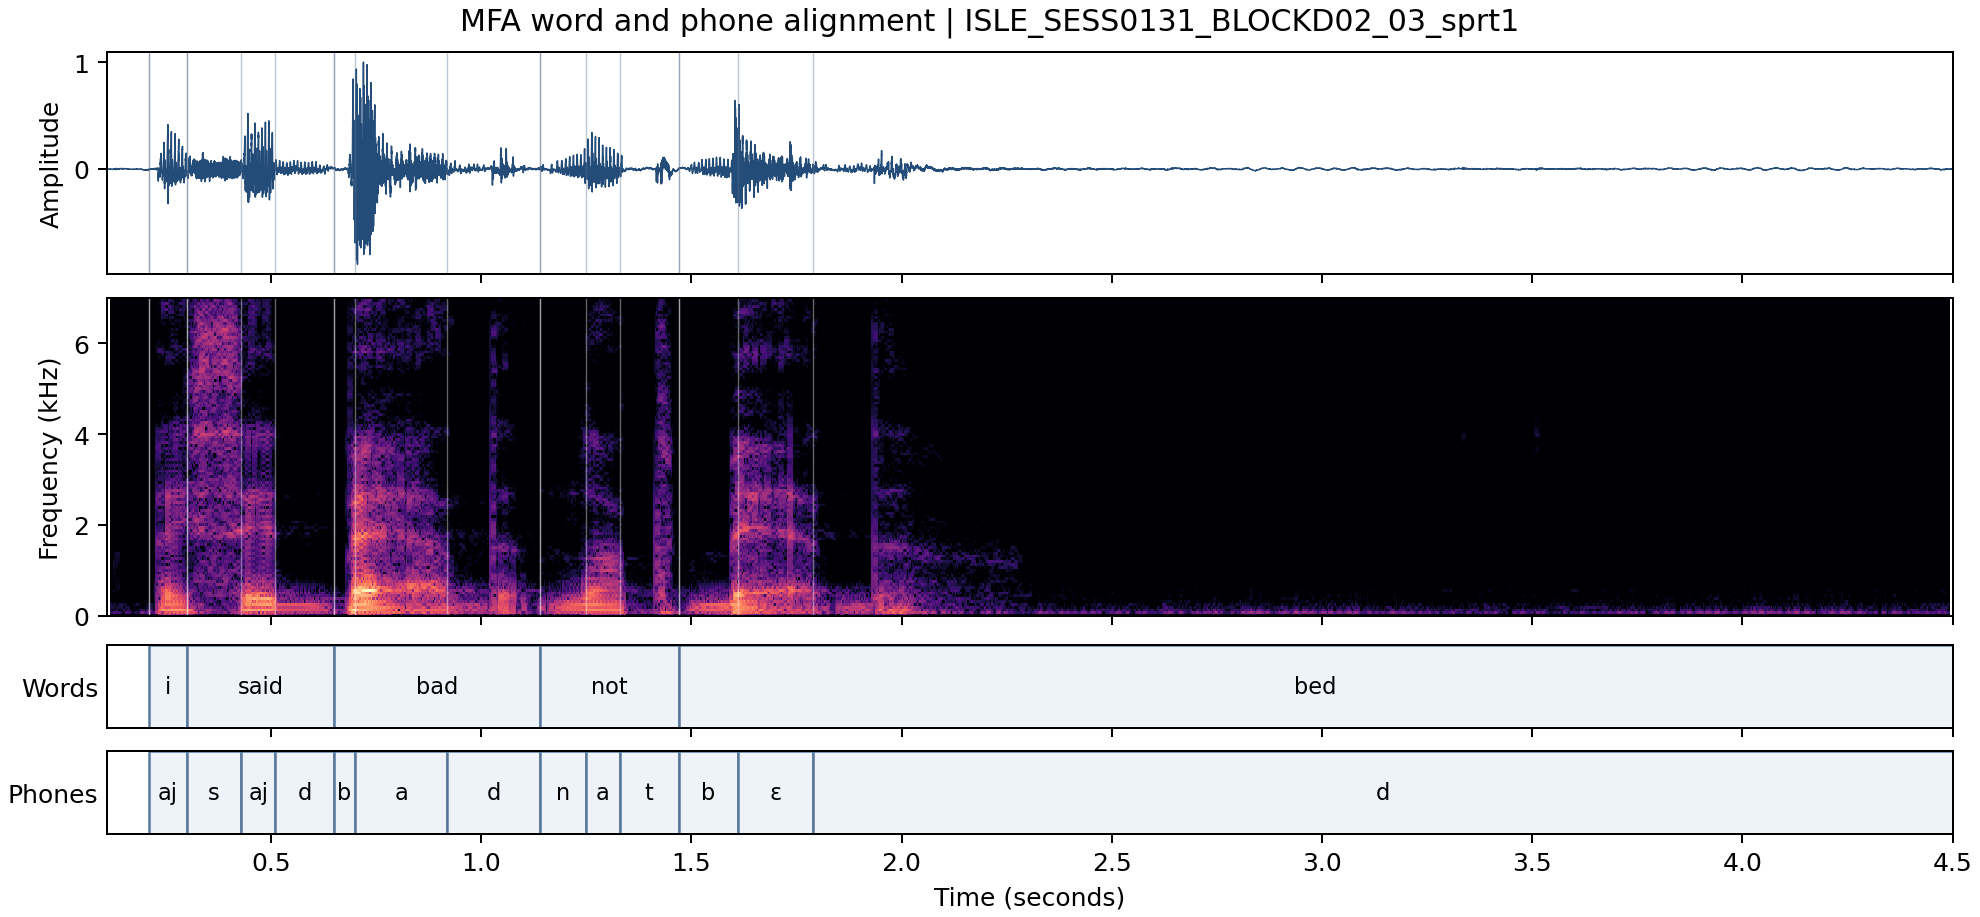 MFA word and phone alignment | ISLE_SESS0131_BLOCKD02_03_sprt1
Amplitude
1
0
Frequency (kHz)
6
4
2
0
Words
i said bad not bed
Phones
aj s aj d b a d n a t b ɛ d
0.5 1.0 1.5 2.0 2.5 3.0 3.5 4.0 4.5
Time (seconds)